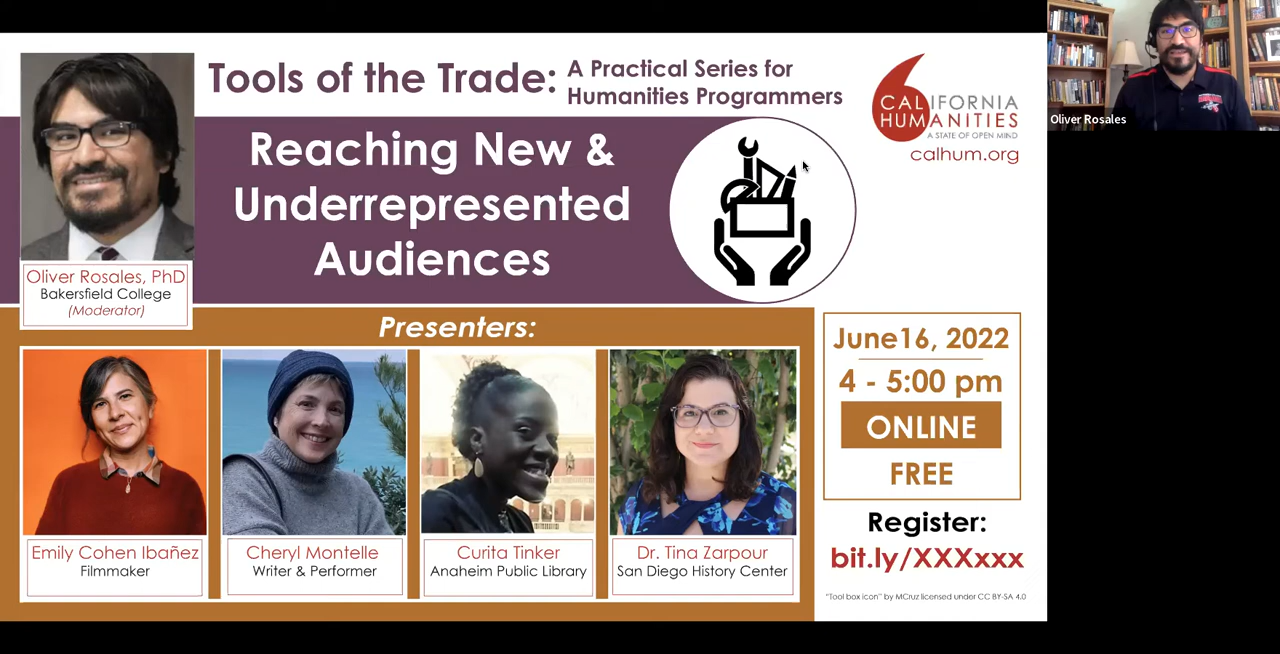 Tools of the Trade:
A Practical Series for
Humanities Programmers
CALIFORNIA
HUMANITIES
A STATE OF OPEN MIND
calhum.org
Oliver Rosales
Reaching New &
Underrepresented
Audiences
Oliver Rosales, PhD
Bakersfield College
(Moderator)
Presenters:
Emily Cohen Ibañez
Filmmaker
Cheryl Montelle
Writer & Performer
Curita Tinker
Anaheim Public Library
Dr. Tina Zarpour
San Diego History Center
June16, 2022
4 - 5:00 pm
ONLINE
FREE
Register:
bit.ly/XXXxxx
"Tool box icon" by MCruz licensed under CC BY-SA 4.0